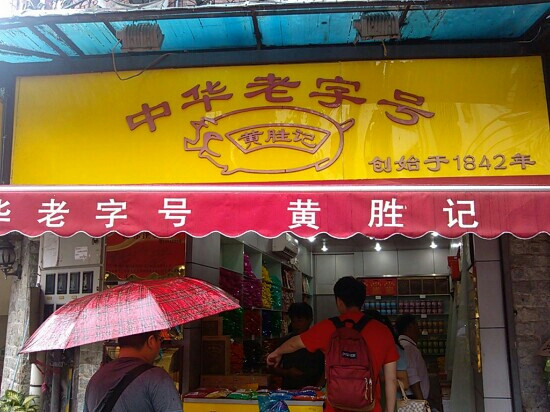 中华老字号
黄胜记
创始于1842年
华老字号 黄胜记